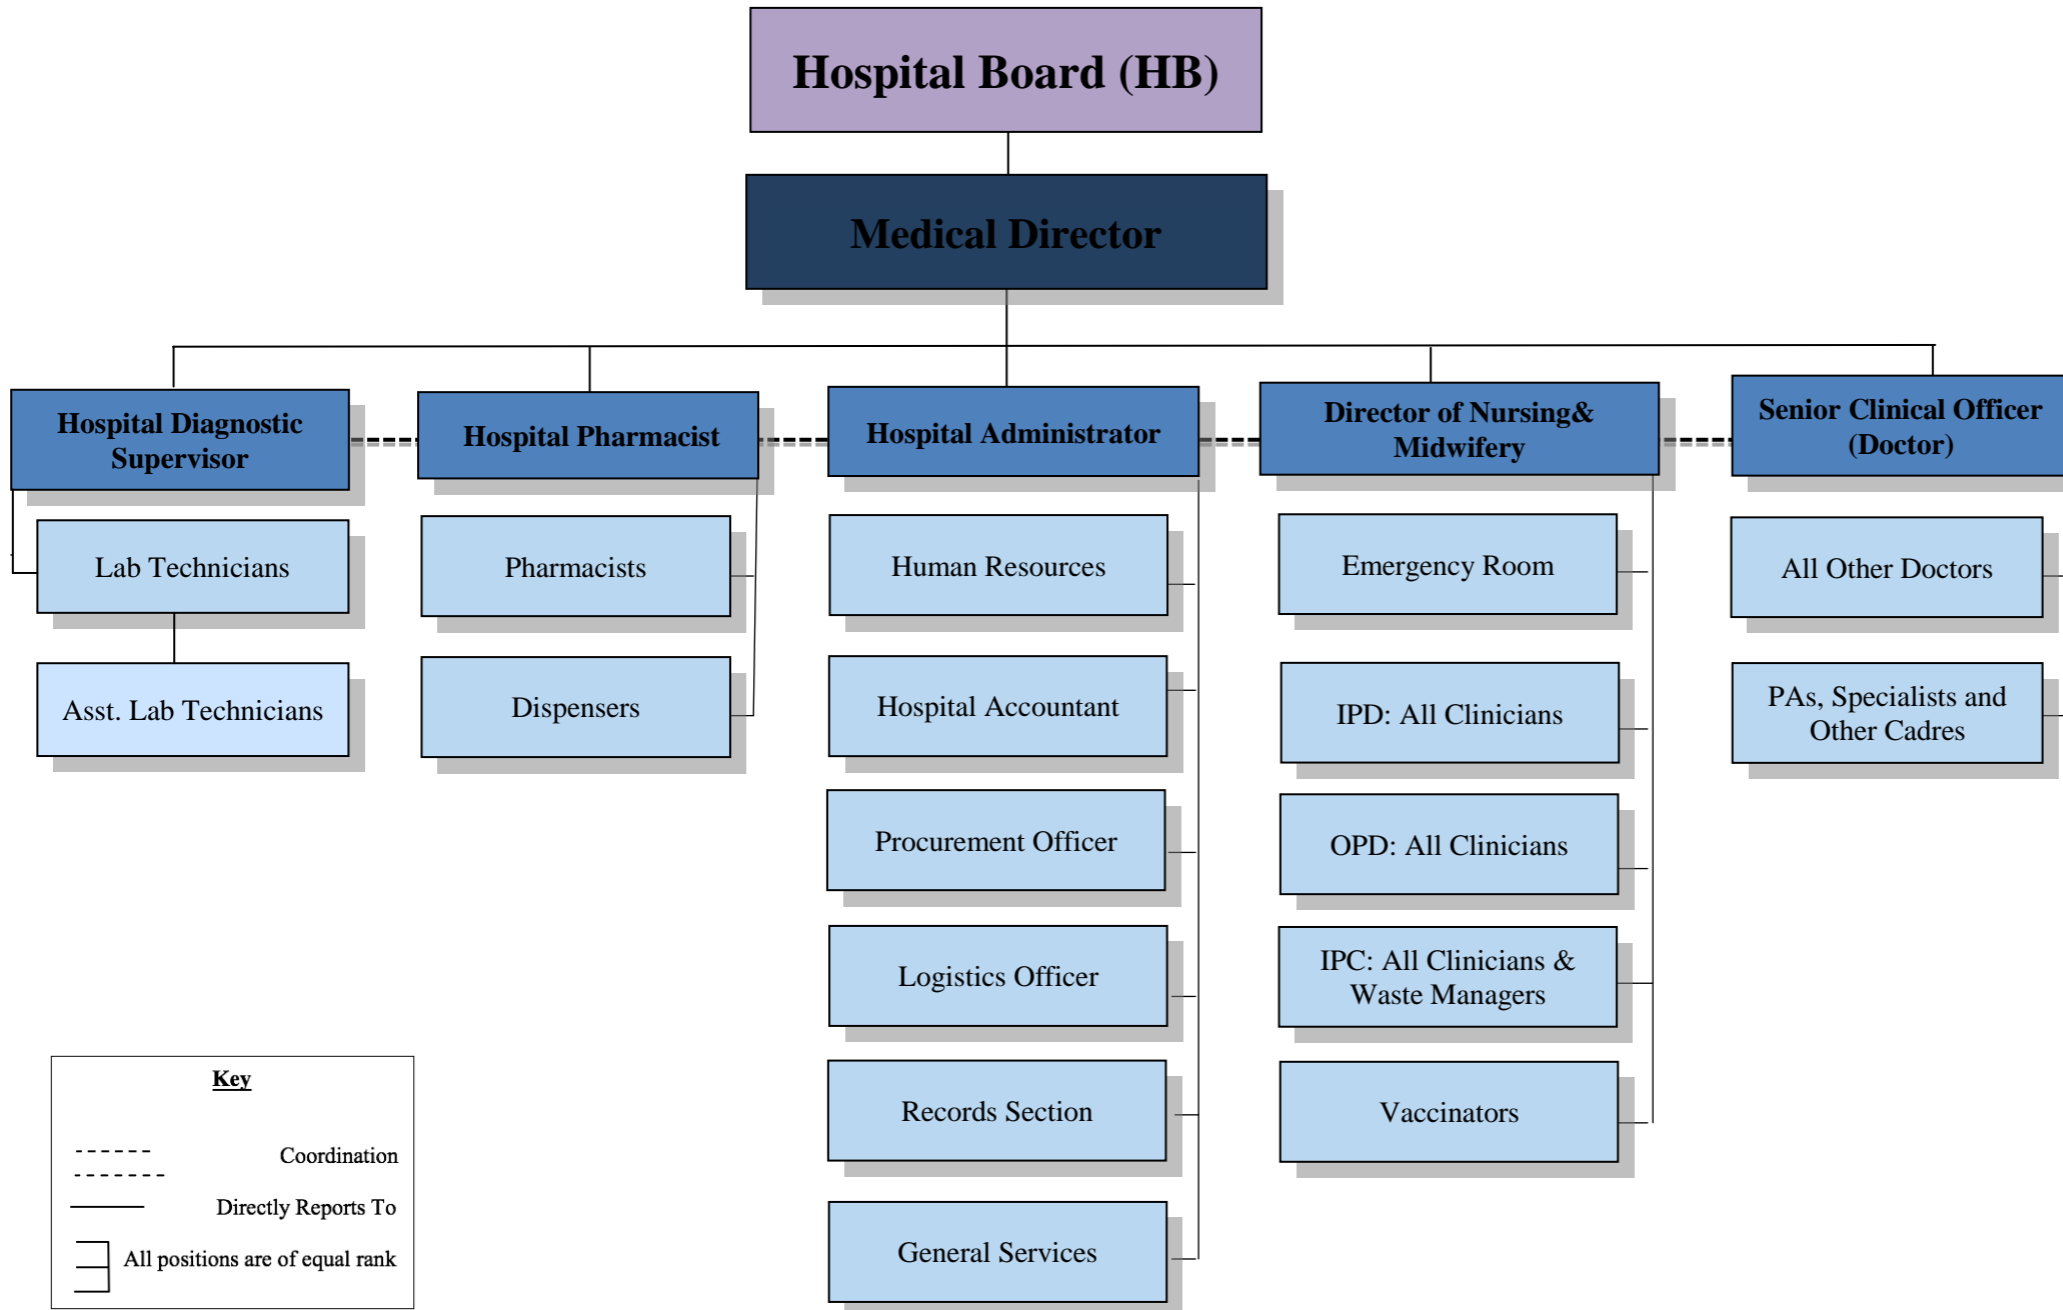 Hospital Board (HB)
Medical Director
Hospital Diagnostic
Supervisor
Hospital Pharmacist
Hospital Administrator
Director of Nursing&
Midwifery
Senior Clinical Officer
(Doctor)
Lab Technicians
Asst. Lab Technicians
Pharmacists
Dispensers
Human Resources
Hospital Accountant
Procurement Officer
Logistics Officer
Records Section
General Services
Emergency Room
IPD: All Clinicians
OPD: All Clinicians
IPC: All Clinicians &
Waste Managers
Vaccinators
All Other Doctors
PAs, Specialists and
Other Cadres
Key
Coordination
Directly Reports To
All positions are of equal rank